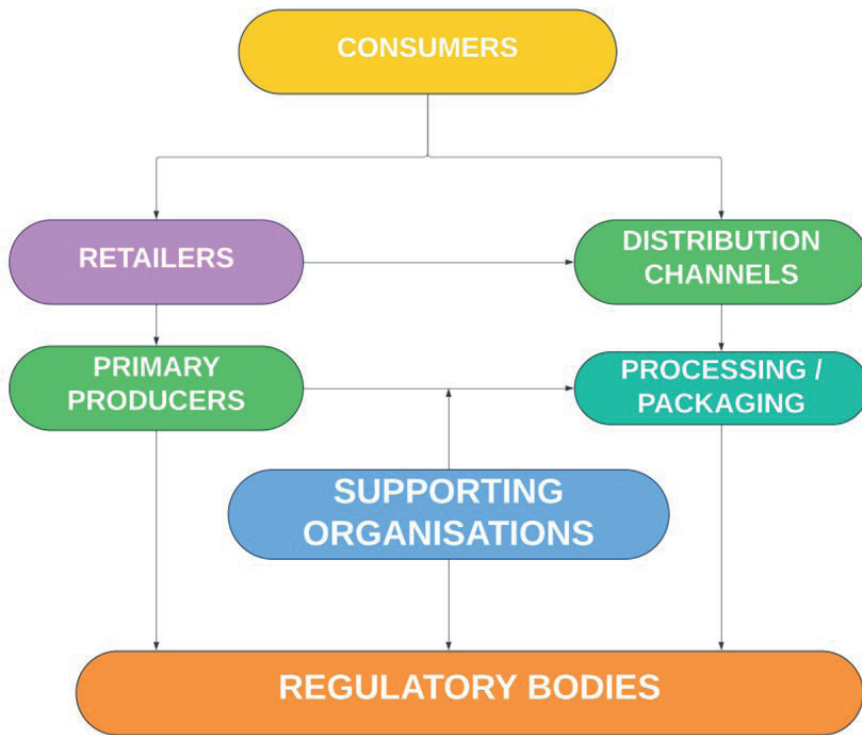 CONSUMERS
RETAILERS
DISTRIBUTION
CHANNELS
PRIMARY
PRODUCERS
PROCESSING /
PACKAGING
SUPPORTING
ORGANISATIONS
REGULATORY BODIES